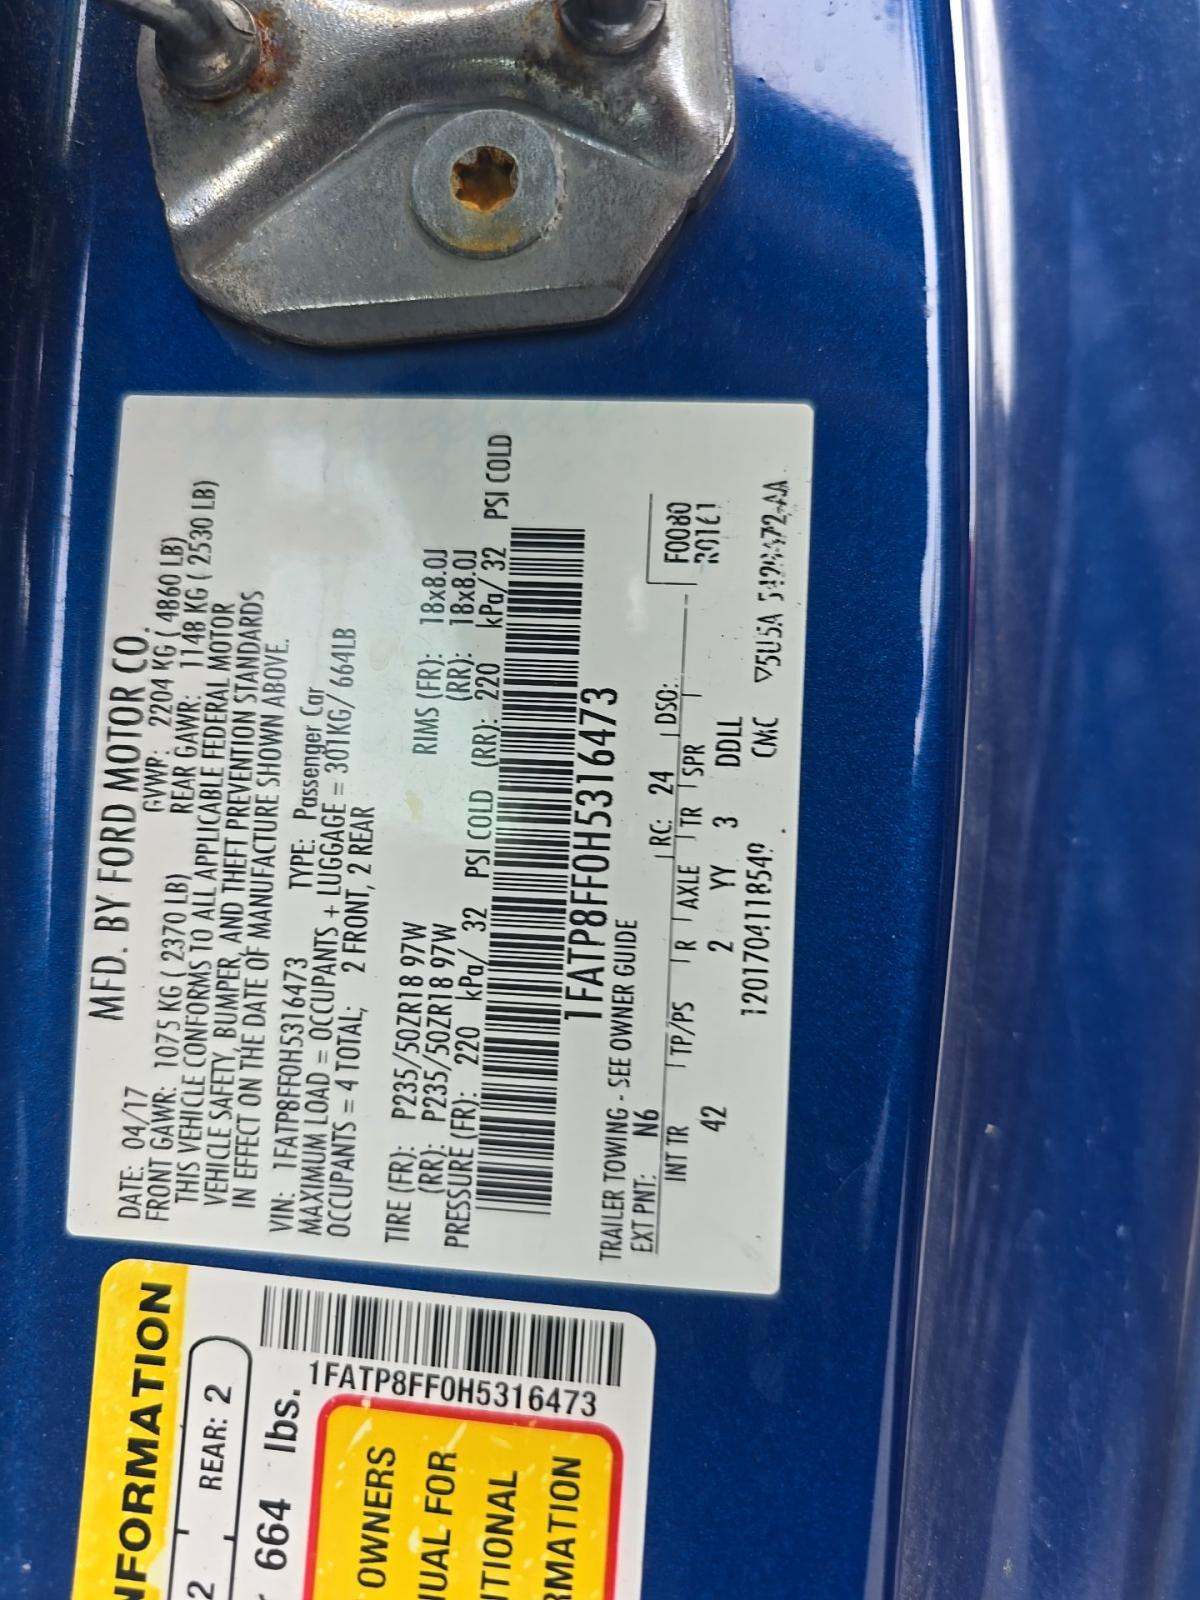 MFD. BY FORD MOTOR CO.
DATE: 04/17 GVWR: 2204 KG ( 4860 LB)
FRONT GAWR: 1075 KG ( 2370 LB) REAR GAWR: 1148 KG ( 2530 LB)
THIS VEHICLE CONFORMS TO ALL APPLICABLE FEDERAL MOTOR
VEHICLE SAFETY, BUMPER, AND THEFT PREVENTION STANDARDS
IN EFFECT ON THE DATE OF MANUFACTURE SHOWN ABOVE.
VIN: 1FATP8FF0H5316473 TYPE: Passenger Car
MAXIMUM LOAD = OCCUPANTS + LUGGAGE = 301KG/ 664LB
OCCUPANTS = 4 TOTAL; 2 FRONT, 2 REAR
TIRE (FR): P235/50ZR18 97W RIMS (FR): 18x8.0J
(RR): P235/50ZR18 97W (RR): 18x8.0J
PRESSURE (FR): 220 kPa/ 32 PSI COLD (RR): 220 kPa/ 32 PSI COLD
1FATP8FF0H5316473
TRAILER TOWING - SEE OWNER GUIDE
EXT PNT: N6 RC: 24 DSO: F0080
INT TR TP/PS R AXLE TR SPR
42 2 YY 3 DDLL
1201704118549 CMC
NFORMATION
2 REAR: 2
664 lbs.
1FATP8FF0H5316473
OWNERS
UAL FOR
ITIONAL
RMATION